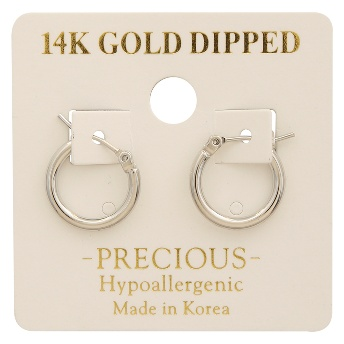 14K GOLD DIPPED
-PRECIOUS-
Hypoallergenic
Made in Korea